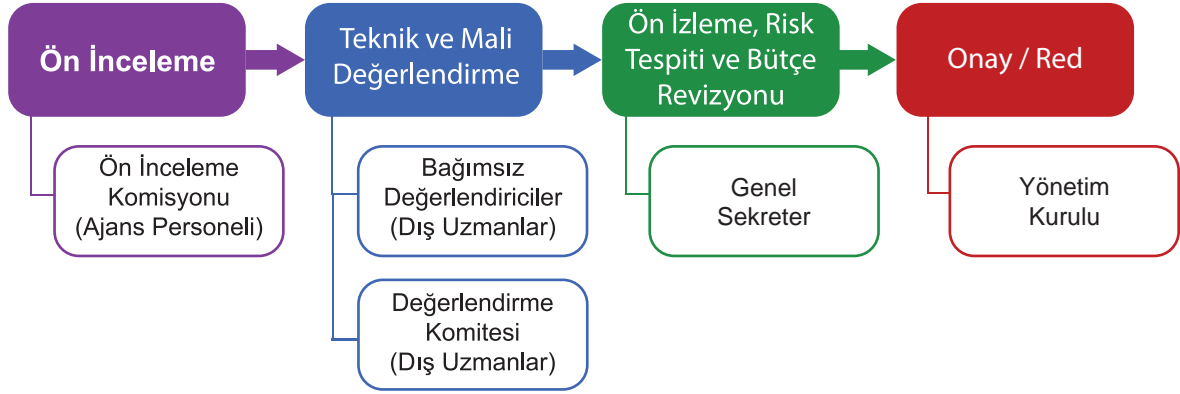 Ön İnceleme
Teknik ve Mali
Değerlendirme
Ön İzleme, Risk
Tespiti ve Bütçe
Revizyonu
Onay / Red
Ön İnceleme
Komisyonu
(Ajans Personeli)
Bağımsız
Değerlendiriciler
(Dış Uzmanlar)
Değerlendirme
Komitesi
(Dış Uzmanlar)
Genel
Sekreter
Yönetim
Kurulu